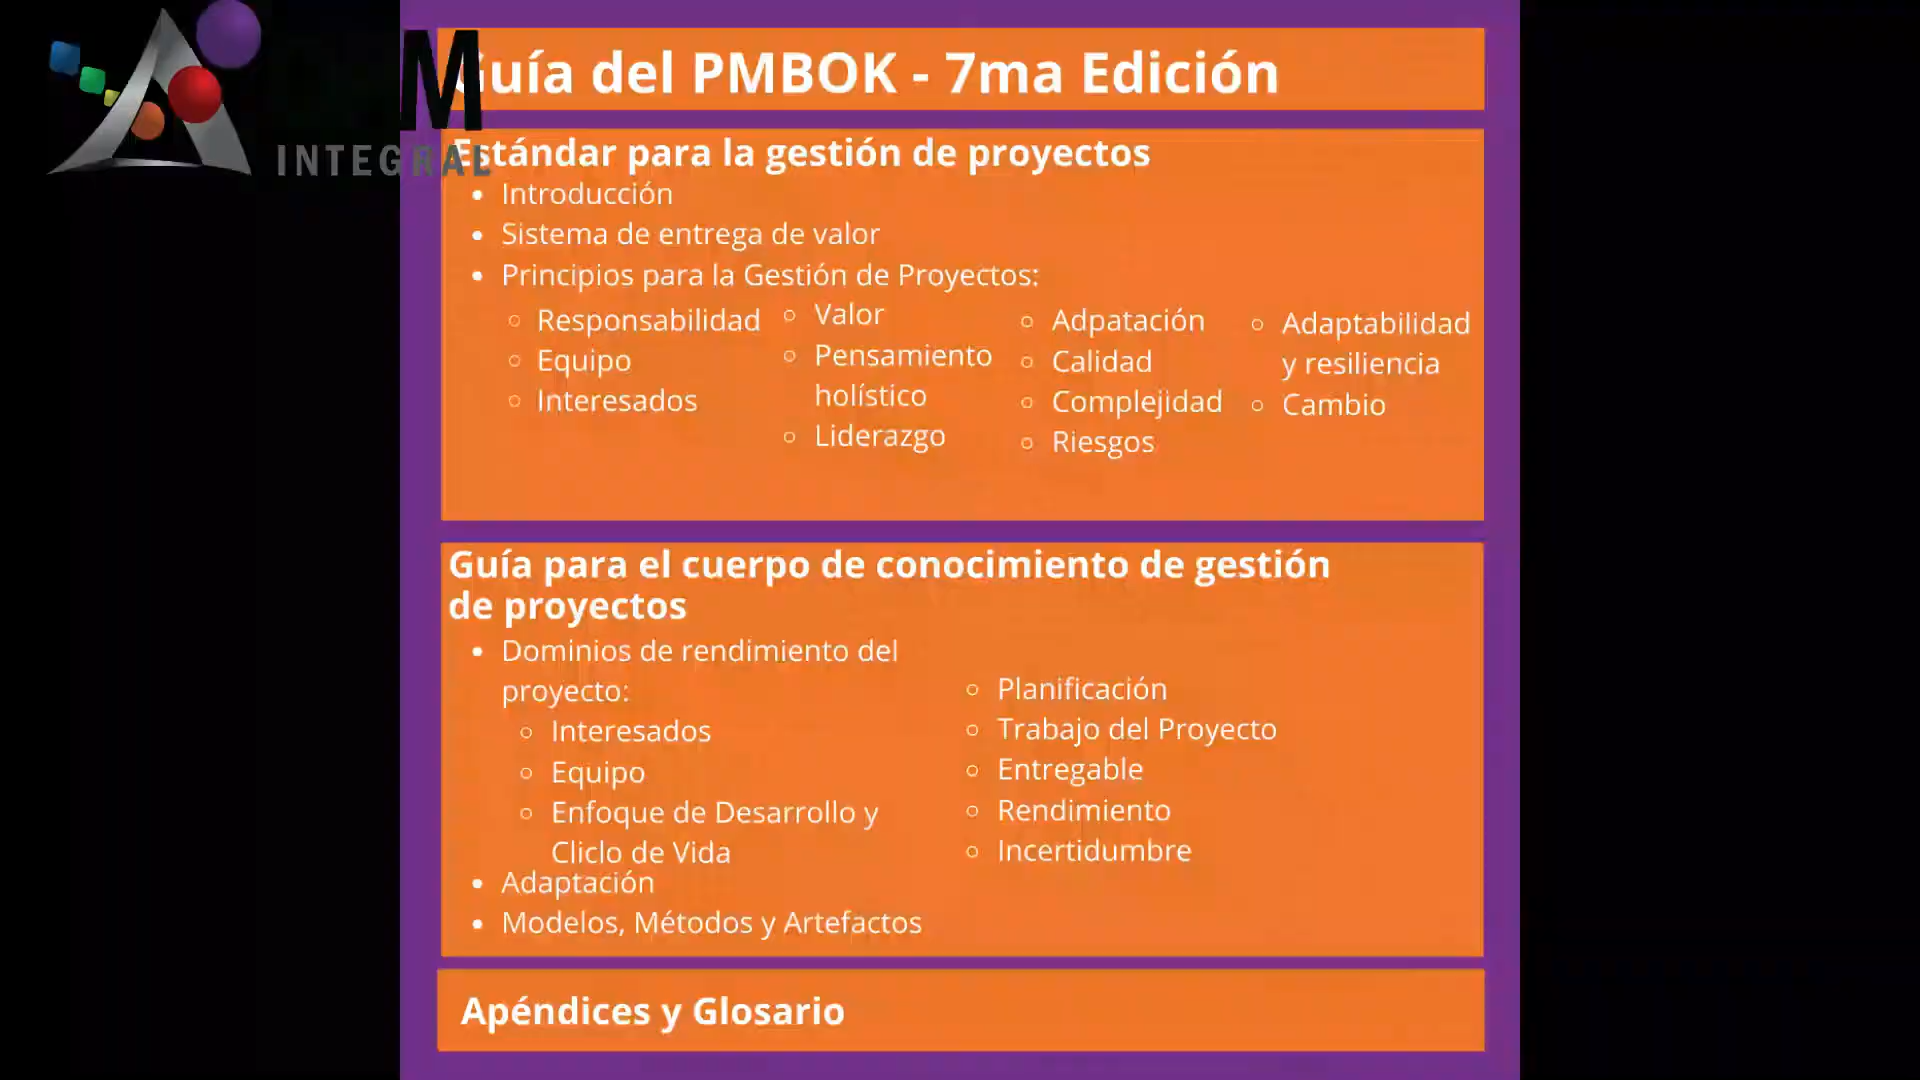 M
INTEGRAL
Guía del PMBOK - 7ma Edición
Estándar para la gestión de proyectos
Introducción
Sistema de entrega de valor
Principios para la Gestión de Proyectos:
Responsabilidad
Equipo
Interesados
Valor
Pensamiento
holístico
Liderazgo
Adpatación
Calidad
Complejidad
Riesgos
Adaptabilidad
y resiliencia
Cambio
Guía para el cuerpo de conocimiento de gestión
de proyectos
Dominios de rendimiento del
proyecto:
Interesados
Equipo
Enfoque de Desarrollo y
Cliclo de Vida
Planificación
Trabajo del Proyecto
Entregable
Rendimiento
Incertidumbre
Adaptación
Modelos, Métodos y Artefactos
Apéndices y Glosario